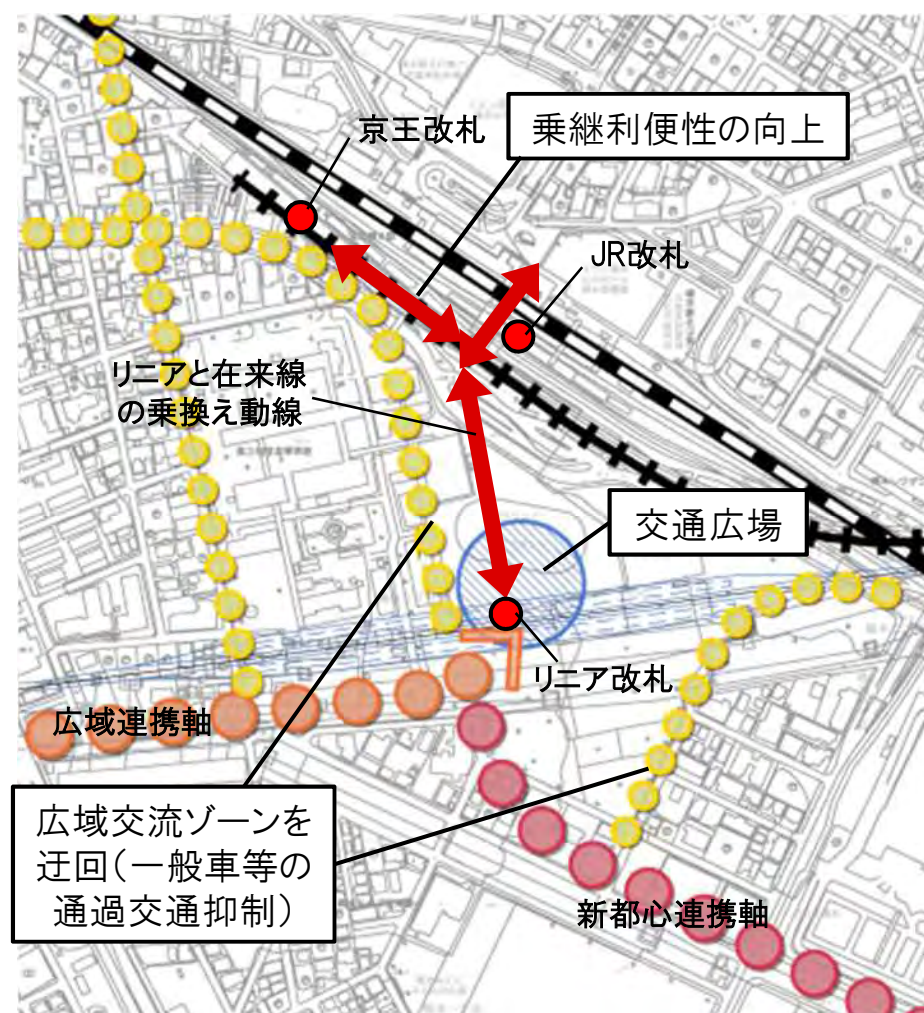 京王改札
乗継利便性の向上
JR改札
リニアと在来線
の乗換え動線
交通広場
リニア改札
広域連携軸
広域交流ゾーンを
迂回（一般車等の
通過交通抑制）
新都心連携軸